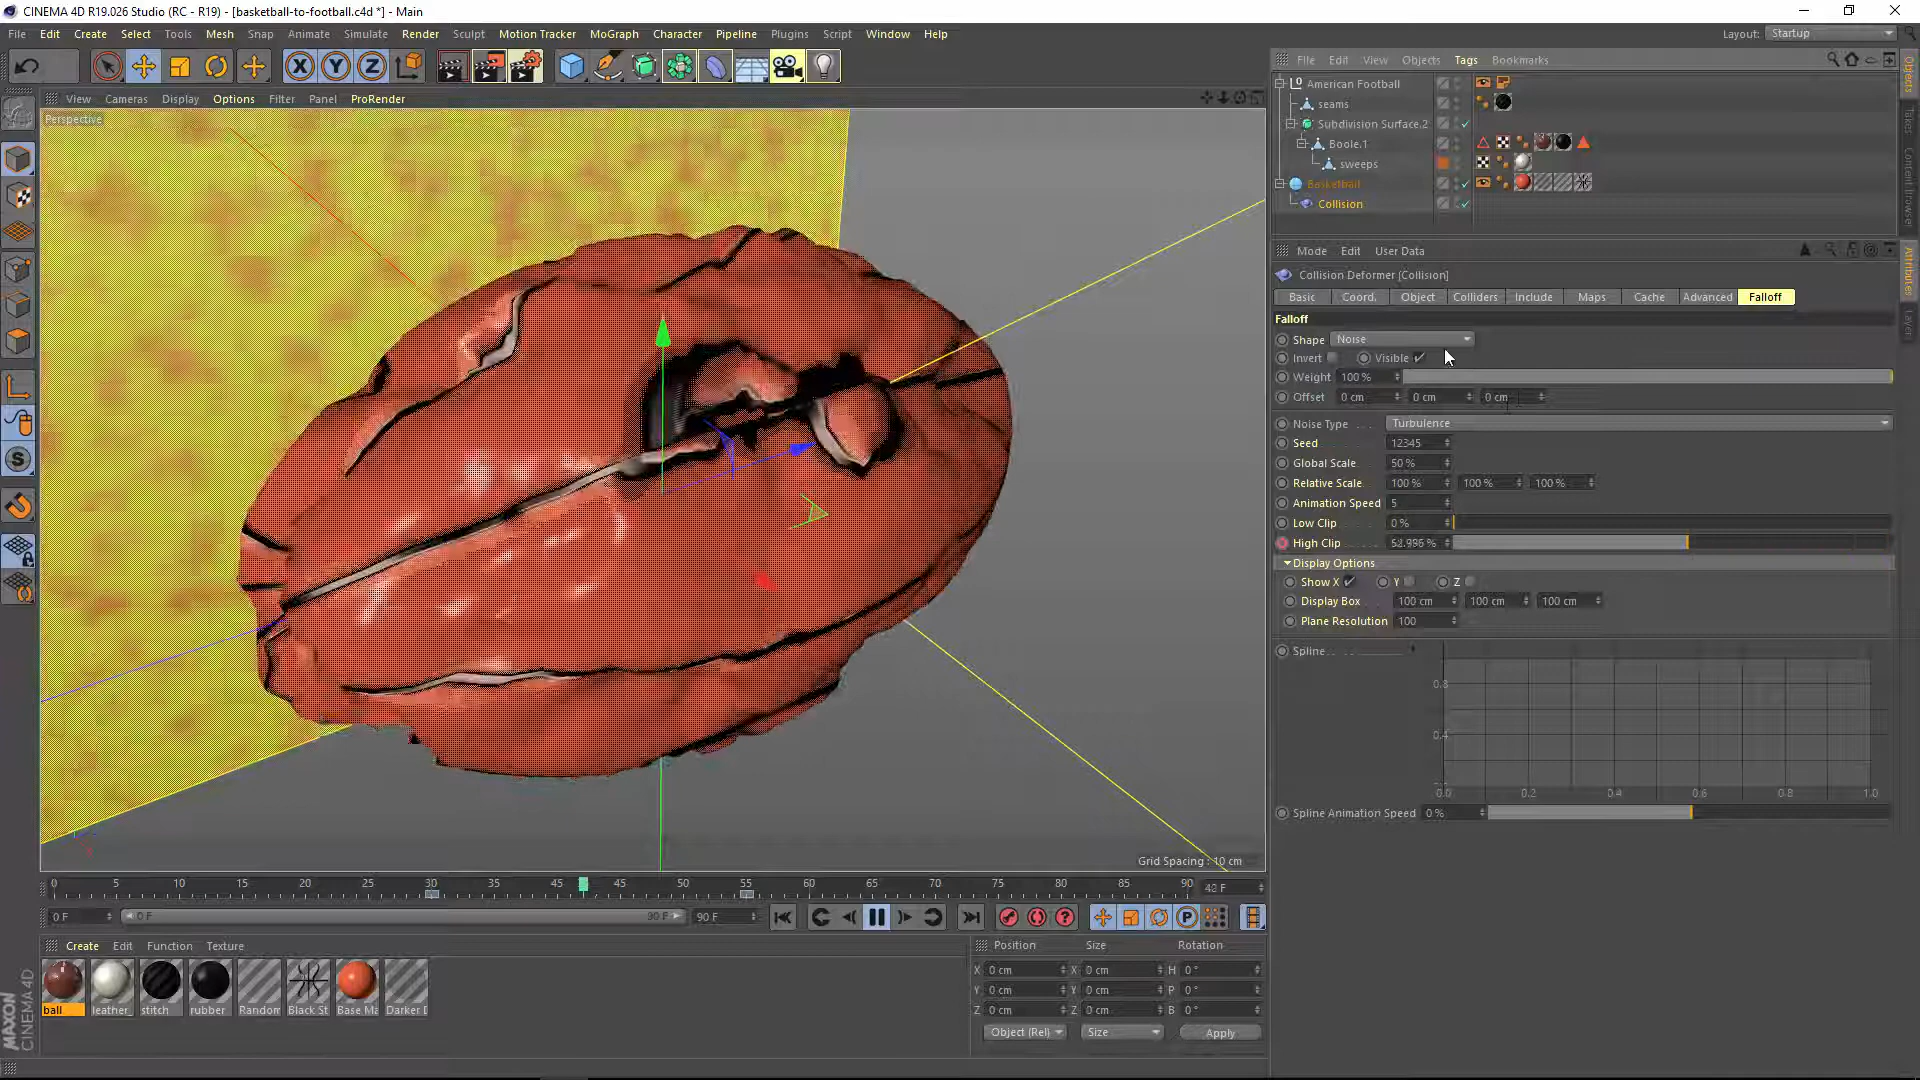 CINEMA 4D R19.026 Studio (RC - R19) - [basketball-to-football.c4d *] - Main
File Edit Create Select Tools Mesh Snap Animate Simulate Render Sculpt Motion Tracker MoGraph Character Pipeline Plugins Script Window Help
Layout: Startup
View Cameras Display Options Filter Panel ProRender
Perspective
Grid Spacing : 10 cm
0 5 10 15 20 25 30 35 40 45 50 55 60 65 70 75 80 85 90
0 F
0 F
90 F
90 F
Create Edit Function Texture
ball
leather_
stitch
rubber
Random
Black St
Base Ma
Darker D
MAXON
CINEMA 4D
Position Size Rotation
X 0 cm X 0 cm H 0 °
Y 0 cm Y 0 cm P 0 °
Z 0 cm Z 0 cm B 0 °
Object (Rel) Size Apply
File Edit View Objects Tags Bookmarks
American Football
seams
Subdivision Surface.2
Boole.1
sweeps
Basketball
Collision
Mode Edit User Data
Collision Deformer [Collision]
Basic Coord. Object Colliders Include Maps Cache Advanced Falloff
Falloff
Shape Noise
Invert Visible
Weight 100 %
Offset 0 cm 0 cm 0 cm
Noise Type Turbulence
Seed 12345
Global Scale 50 %
Relative Scale 100 % 100 % 100 %
Animation Speed 5
Low Clip 0 %
High Clip
Display Options
Show X Y Z
Display Box 100 cm 100 cm 100 cm
Plane Resolution 100
Spline
0.8
0.4
0.0 0.2 0.4 0.6 0.8 1.0
Spline Animation Speed 0 %
Objects
Takes
Content Browser
Attributes
Layer